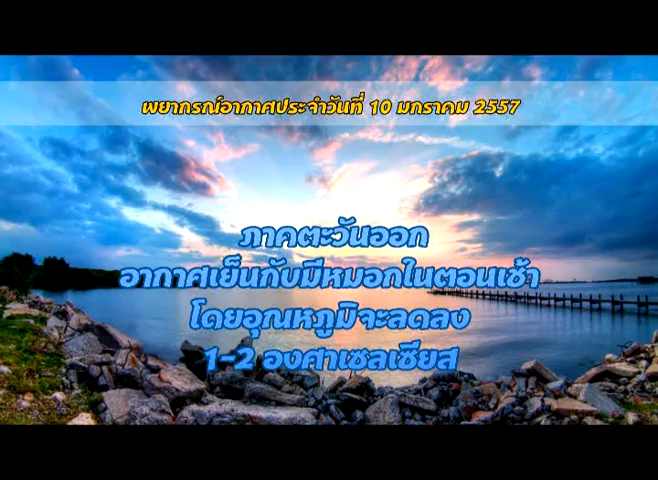 พยากรณ์อากาศประจำวันที่ 10 มกราคม 2557
ภาคตะวันออก
อากาศเย็นกับมีหมอกในตอนเช้า
โดยอุณหภูมิจะลดลง
1-2 องศาเซลเซียส